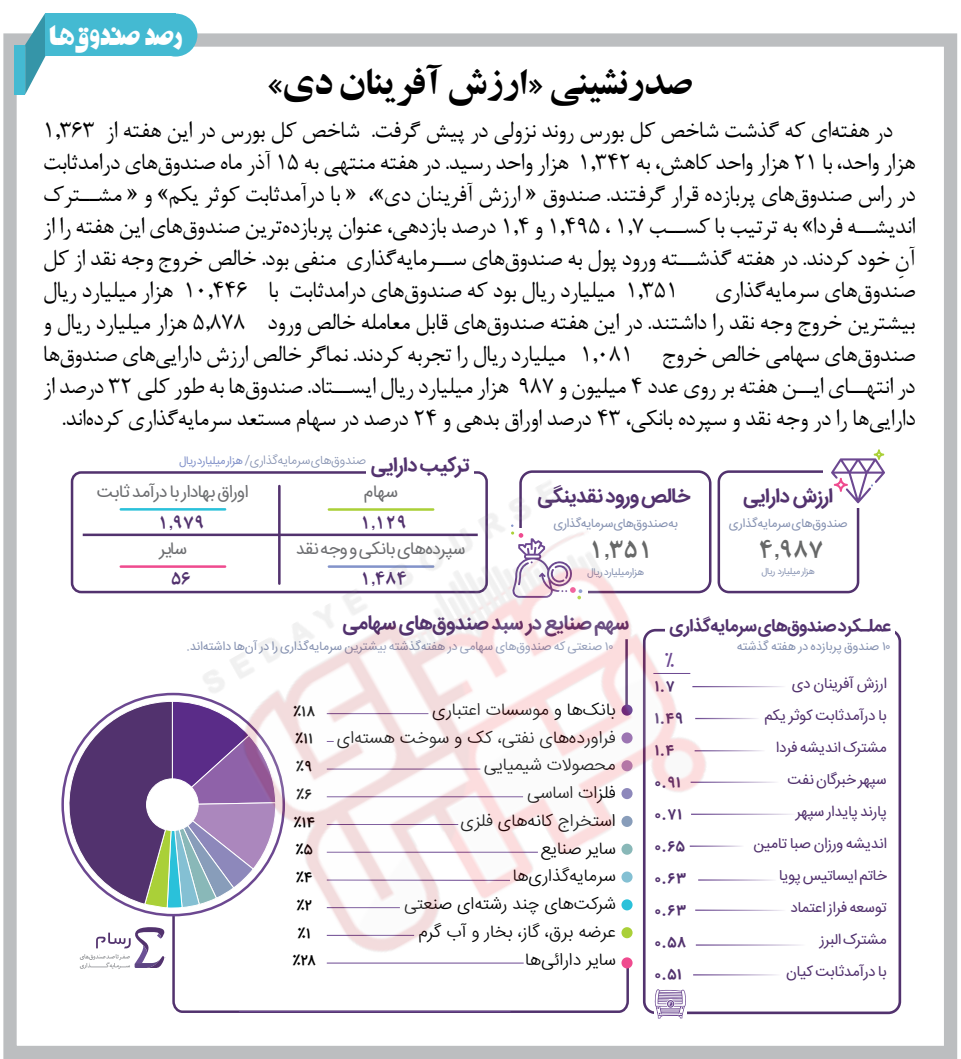 رصد صندوق‌ها
صدرنشینی «ارزش آفرینان دی»
در هفته‌ای که گذشت شاخص کل بورس روند نزولی در پیش گرفت. شاخص کل بورس در این هفته از ۱,۳۶۳
هزار واحد، با ۲۱ هزار واحد کاهش، به ۱,۳۴۲ هزار واحد رسید. در هفته منتهی به ۱۵ آذر ماه صندوق‌های درامدثابت
در راس صندوق‌های پربازده قرار گرفتند. صندوق « ارزش آفرینان دی»، « با درآمدثابت کوثر یکم» و « مشـــترک
اندیشـــه فردا» به ترتیب با کســـب ۱,۷ ، ۱,۴۹۵ و ۱,۴ درصد بازدهی، عنوان پربازده‌ترین صندوق‌های این هفته را از
آنِ خود کردند. در هفته گذشـــته ورود پول به صندوق‌های ســـرمایه‌گذاری منفی بود. خالص خروج وجه نقد از کل
صندوق‌های سرمایه‌گذاری ۱,۳۵۱ میلیارد ریال بود که صندوق‌های درامدثابت با ۱۰,۴۴۶ هزار میلیارد ریال
بیشترین خروج وجه نقد را داشتند. در این هفته صندوق‌های قابل معامله خالص ورود ۵,۸۷۸ هزار میلیارد ریال و
صندوق‌های سهامی خالص خروج ۱,۰۸۱ میلیارد ریال را تجربه کردند. نماگر خالص ارزش دارایی‌های صندوق‌ها
در انتهـــای ایـــن هفته بر روی عدد ۴ میلیون و ۹۸۷ هزار میلیارد ریال ایســـتاد. صندوق‌ها به طور کلی ۳۲ درصد از
دارایی‌ها را در وجه نقد و سپرده بانکی، ۴۳ درصد اوراق بدهی و ۲۴ درصد در سهام مستعد سرمایه‌گذاری کرده‌اند.
ارزش دارایی
صندوق‌های سرمایه‌گذاری
۴,۹۸۷
هزار میلیارد ریال
خالص ورود نقدینگی
به صندوق‌های سرمایه‌گذاری
۱,۳۵۱
هزار میلیارد ریال
ترکیب دارایی صندوق‌های سرمایه‌گذاری/ هزار میلیارد ریال
سهام
۱,۱۲۹
اوراق بهادار با درآمد ثابت
۱,۹۷۹
سپرده‌های بانکی و وجه نقد
۱,۴۸۴
سایر
۵۶
عملـکرد صندوق‌های سرمایه‌گذاری
۱۰ صندوق پربازده در هفته گذشته
٪
ارزش آفرینان دی ۱.۷
با درآمدثابت کوثر یکم ۱.۴۹
مشترک اندیشه فردا ۱.۴
سپهر خبرگان نفت ۰.۹۱
پارند پایدار سپهر ۰.۷۱
اندیشه ورزان صبا تامین ۰.۶۵
خاتم ایساتیس پویا ۰.۶۳
توسعه فراز اعتماد ۰.۶۳
مشترک البرز ۰.۵۸
با درآمدثابت کیان ۰.۵۱
سهم صنایع در سبد صندوق‌های سهامی
۱۰ صنعتی که صندوق‌های سهامی در هفته‌گذشته بیشترین سرمایه‌گذاری را در آن‌ها داشته‌اند.
بانک‌ها و موسسات اعتباری ٪۱۸
فراورده‌های نفتی، کک و سوخت هسته‌ای ٪۱۱
محصولات شیمیایی ٪۹
فلزات اساسی ٪۶
استخراج کانه‌های فلزی ٪۱۴
سایر صنایع ٪۵
سرمایه‌گذاری‌ها ٪۴
شرکت‌های چند رشته‌ای صنعتی ٪۲
عرضه برق، گاز، بخار و آب گرم ٪۱
سایر دارائی‌ها ٪۲۸
رسام
صدر تا صد صندوق‌های
ســـرمایه‌گـــــذاری
SEDAYE BOURSE